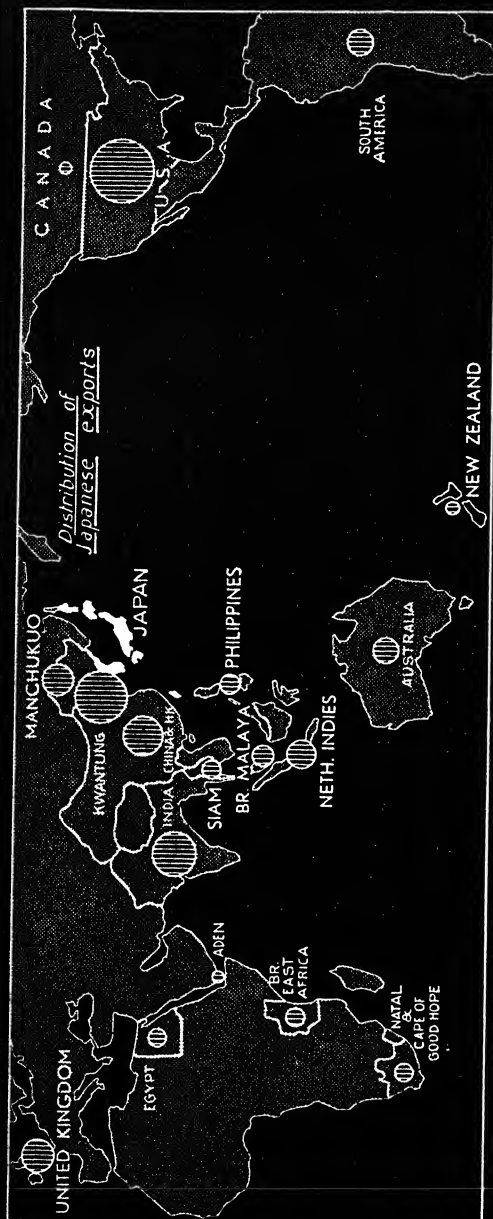 Distribution of
Japanese exports
CANADA
U.S.A
SOUTH
AMERICA
UNITED KINGDOM
EGYPT
ADEN
BR.
EAST
AFRICA
NATAL
&
CAPE OF
GOOD HOPE
MANCHUKUO
KWANTUNG
CHINA & HK
INDIA
SIAM
BR. MALAYA
NETH. INDIES
PHILIPPINES
JAPAN
AUSTRALIA
NEW ZEALAND